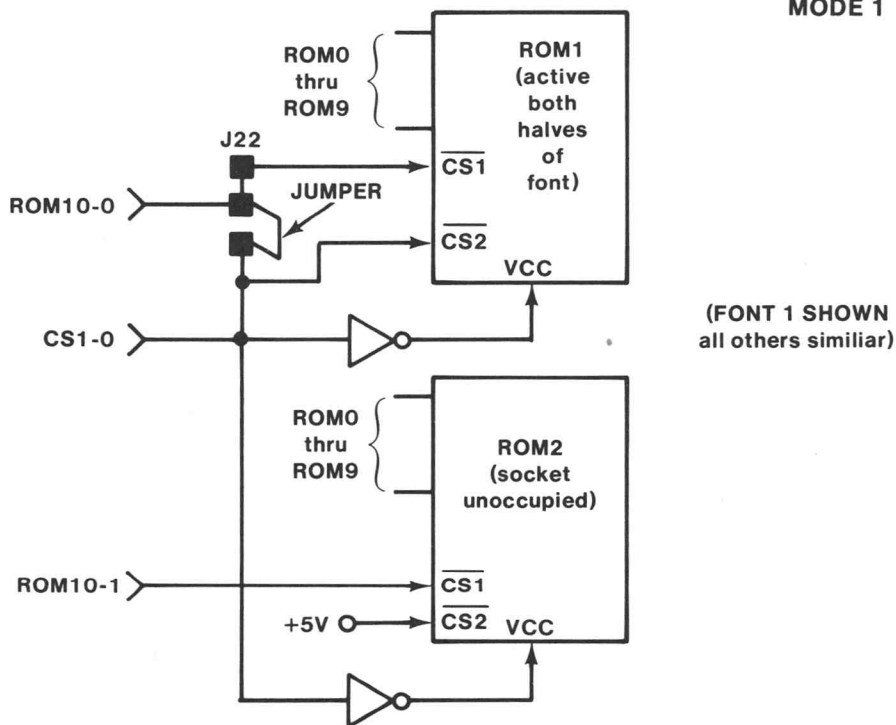 MODE 1
ROM0
thru
ROM9
ROM1
(active
both
halves
of
font)
J22
CS1
ROM10-0
JUMPER
CS2
VCC
CS1-0
(FONT 1 SHOWN
all others similiar)
ROM0
thru
ROM9
ROM2
(socket
unoccupied)
ROM10-1
CS1
+5V
CS2
VCC